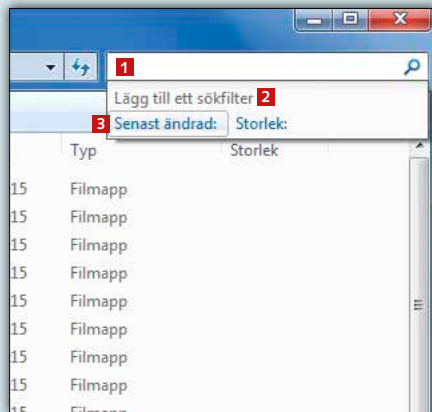 1
Lägg till ett sökfilter 2
3 Senast ändrad: Storlek:
Typ Storlek
15 Filmapp
15 Filmapp
15 Filmapp
15 Filmapp
15 Filmapp
15 Filmapp
15 Filmapp
15 Filmapp
Filmapp